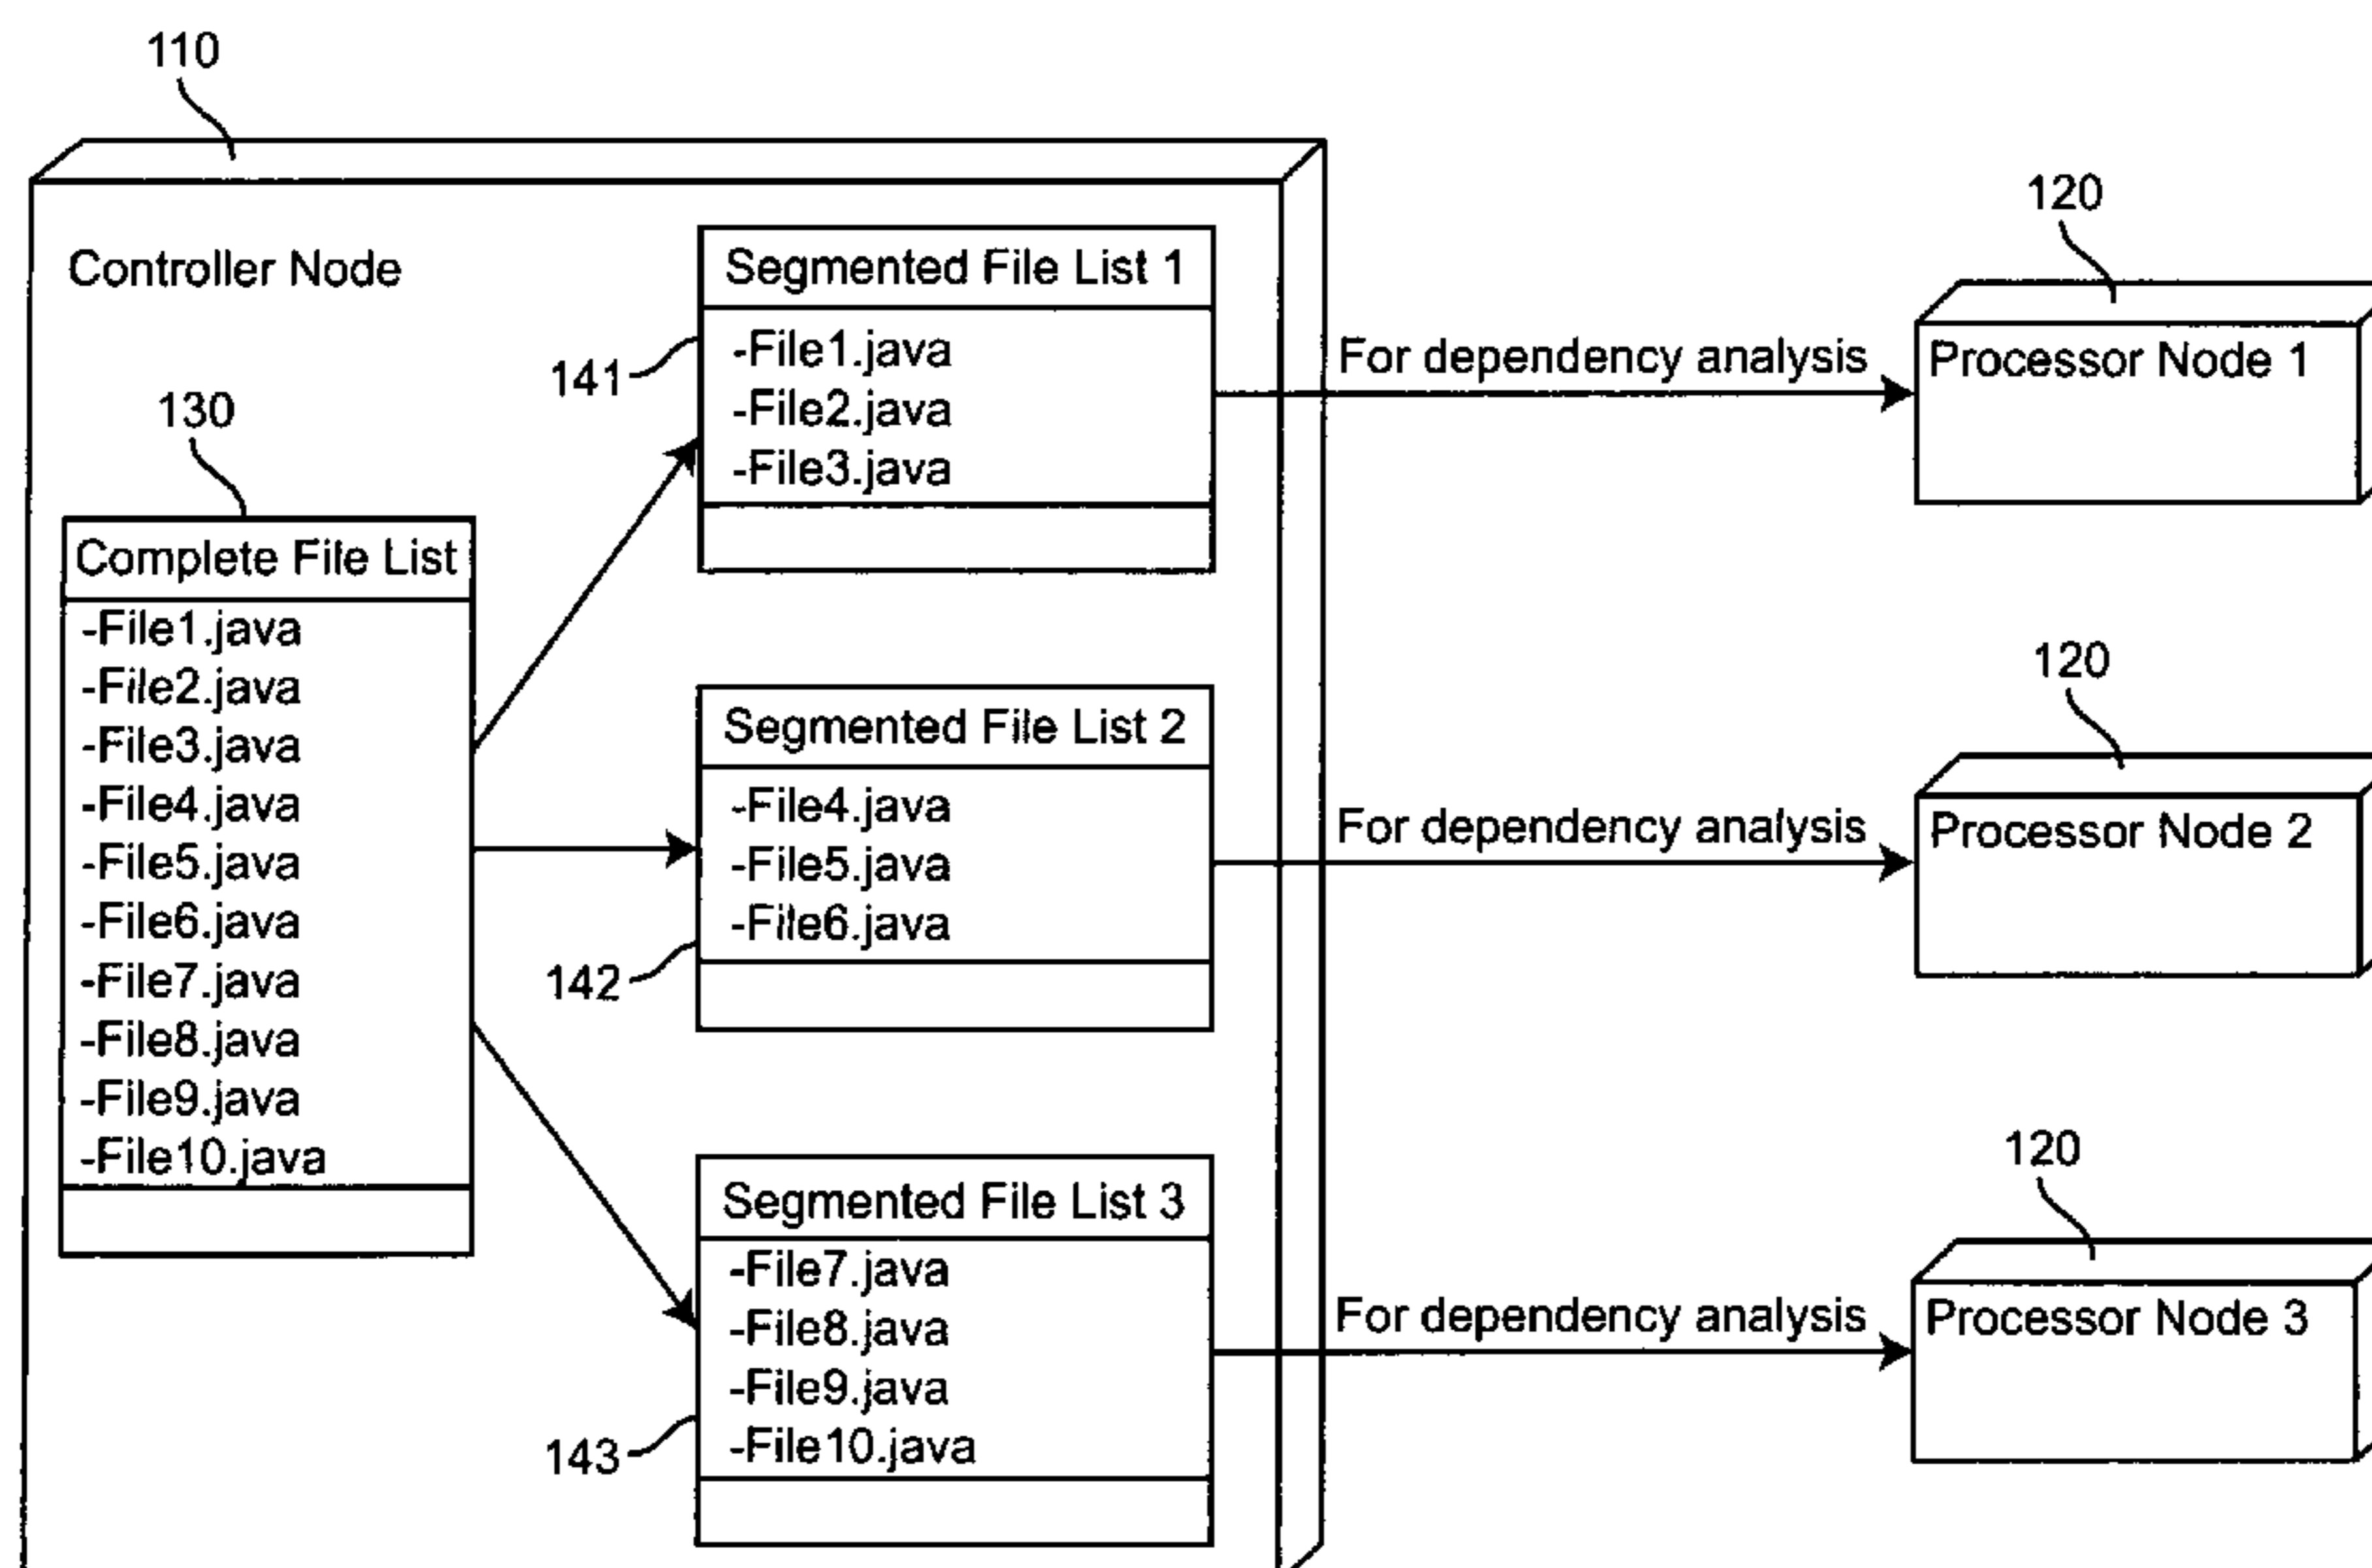 110
Controller Node
130
Complete File List
-File1.java
-File2.java
-File3.java
-File4.java
-File5.java
-File6.java
-File7.java
-File8.java
-File9.java
-File10.java
Segmented File List 1
141
-File1.java
-File2.java
-File3.java
Segmented File List 2
-File4.java
-File5.java
-File6.java
142
Segmented File List 3
-File7.java
-File8.java
-File9.java
-File10.java
143
For dependency analysis
120
Processor Node 1
For dependency analysis
120
Processor Node 2
For dependency analysis
120
Processor Node 3